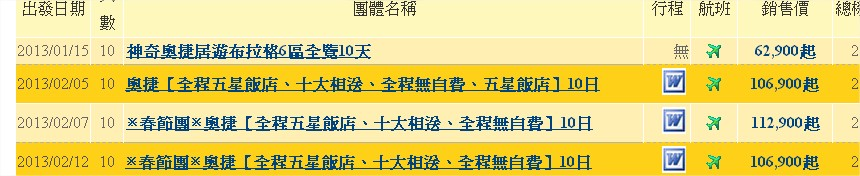 出發日期 數 團體名稱 行程 航班 銷售價
2013/01/15 10 神奇奧捷居遊布拉格6區全覽10天 無 62,900起 2
2013/02/05 10 奧捷【全程五星飯店、十大相送、全程無自費、五星飯店】10日 W 106,900起 2
2013/02/07 10 ※春節團※奧捷【全程五星飯店、十大相送、全程無自費】10日 W 112,900起 2
2013/02/12 10 ※春節團※奧捷【全程五星飯店、十大相送、全程無自費】10日 W 106,900起 2